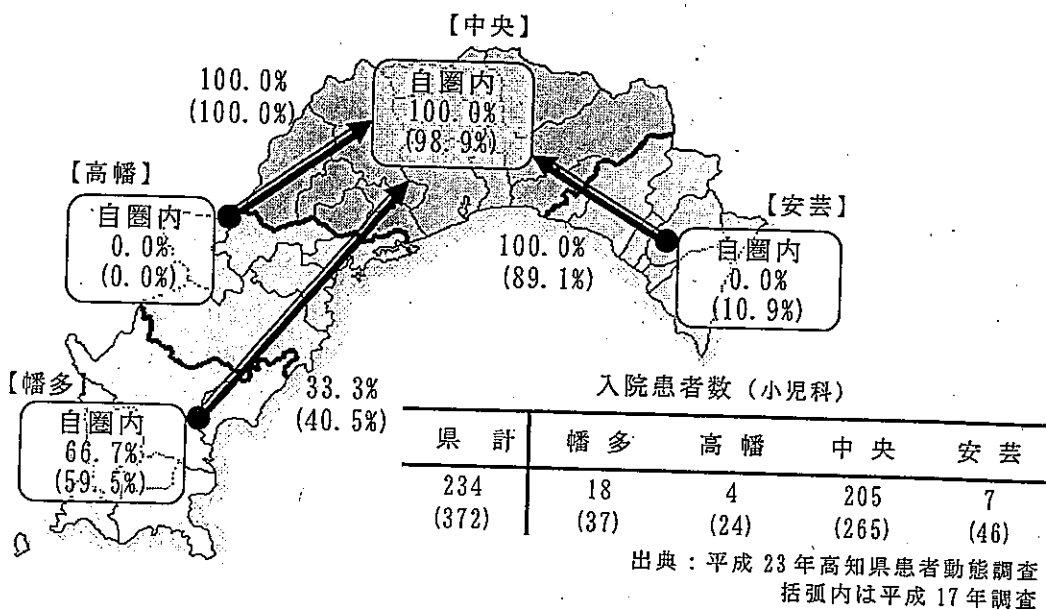 【中央】
自圏内
100.0%
(98.9%)
100.0%
(100.0%)
【高幡】
自圏内
0.0%
(0.0%)
【安芸】
自圏内
0.0%
(10.9%)
100.0%
(89.1%)
【幡多】
自圏内
66.7%
(59.5%)
33.3%
(40.5%)
入院患者数（小児科）
県計 幡多 高幡 中央 安芸
234 18 4 205 7
(372) (37) (24) (265) (46)
出典：平成23年高知県患者動態調査
括弧内は平成17年調査